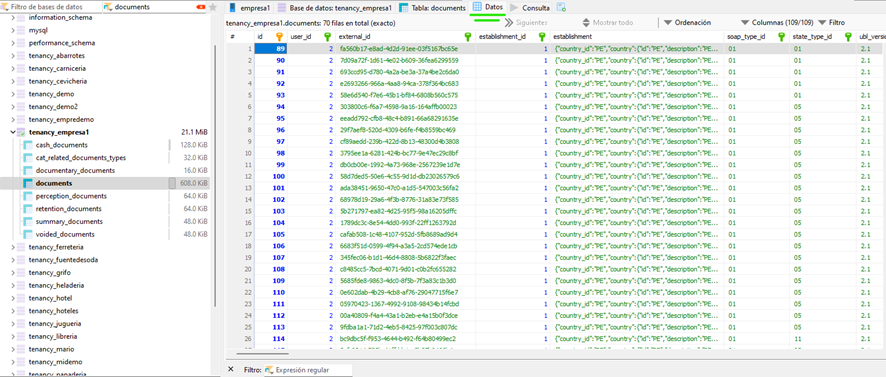 Filtro de bases de datos documents empresa1 Base de datos: tenancy_empresa1 Tabla: documents Datos Consulta
tenancy_empresa1.documents: 70 filas en total (exacto) Siguientes Mostrar todo Ordenación Columnas (109/109) Filtro
information_schema
mysql
performance_schema
tenancy_abarrotes
tenancy_carniceria
tenancy_cevicheria
tenancy_demo
tenancy_demo2
tenancy_empredemo
tenancy_empresa1 21.1 MiB
cash_documents 128.0 KiB
cat_related_documents_types 32.0 KiB
documentary_documents 16.0 KiB
documents 608.0 KiB
perception_documents 64.0 KiB
retention_documents 64.0 KiB
summary_documents 48.0 KiB
voided_documents 48.0 KiB
tenancy_ferreteria
tenancy_fuentedesoda
tenancy_grifo
tenancy_heladeria
tenancy_hotel
tenancy_hoteles
tenancy_jugueria
tenancy_libreria
tenancy_mario
tenancy_midemo
tenancy_panaderia
# id user_id external_id establishment_id establishment soap_type_id state_type_id ubl_versi
1 89 2 fa560b17-e8ad-4d2d-91ee-03f5167bc65e 1 {"country_id":"PE","country":{"id":"PE","description":"PE... 01 01 2.1
2 90 2 7d09a72f-1d61-4e02-b609-36fea6299559 1 {"country_id":"PE","country":{"id":"PE","description":"PE... 01 01 2.1
3 91 2 693ccd95-d780-4a2a-be3a-37a4be2c6da0 1 {"country_id":"PE","country":{"id":"PE","description":"PE... 01 01 2.1
4 92 2 e2693266-966a-4aa8-94ca-378f364bc683 1 {"country_id":"PE","country":{"id":"PE","description":"PE... 01 01 2.1
5 93 2 58e6d540-f7e6-45b1-bf84-6808b560c575 1 {"country_id":"PE","country":{"id":"PE","description":"PE... 01 01 2.1
6 94 2 303800c6-f6a7-4598-9a16-164affb00023 1 {"country_id":"PE","country":{"id":"PE","description":"PE... 01 05 2.1
7 95 2 eeadd792-cfb8-48c4-b891-66a68291635e 1 {"country_id":"PE","country":{"id":"PE","description":"PE... 01 05 2.1
8 96 2 29f7aef8-520d-4309-b6fe-f4b8559bc469 1 {"country_id":"PE","country":{"id":"PE","description":"PE... 01 05 2.1
9 97 2 cf89aedd-239b-422d-8b13-48300d4b3808 1 {"country_id":"PE","country":{"id":"PE","description":"PE... 01 05 2.1
10 98 2 3795ee1a-6281-424b-bc77-9e47ec29c8bf 1 {"country_id":"PE","country":{"id":"PE","description":"PE... 01 05 2.1
11 99 2 db0cb00e-1992-4a73-968e-2567239e1d7e 1 {"country_id":"PE","country":{"id":"PE","description":"PE... 01 05 2.1
12 100 2 58d7ded5-50e6-4c55-9d1d-db23026579c6 1 {"country_id":"PE","country":{"id":"PE","description":"PE... 01 05 2.1
13 101 2 ada38451-9650-47c0-a1d5-547003c56fa2 1 {"country_id":"PE","country":{"id":"PE","description":"PE... 01 05 2.1
14 102 2 68978d19-29a6-4f3b-8776-31a83e73f585 1 {"country_id":"PE","country":{"id":"PE","description":"PE... 01 05 2.1
15 103 2 5b271797-ea82-4d25-95f5-98a16205dffc 1 {"country_id":"PE","country":{"id":"PE","description":"PE... 01 05 2.1
16 104 2 1789dc3c-8e54-4dd0-993f-22ff1263792d 1 {"country_id":"PE","country":{"id":"PE","description":"PE... 01 05 2.1
17 105 2 cafab508-1c48-4107-952d-5fb8689ad9d4 1 {"country_id":"PE","country":{"id":"PE","description":"PE... 01 05 2.1
18 106 2 6683f51d-0599-4f94-a3a5-2cd574ede1cb 1 {"country_id":"PE","country":{"id":"PE","description":"PE... 01 05 2.1
19 107 2 345fec06-b1d1-46d4-8808-5b6822f3faec 1 {"country_id":"PE","country":{"id":"PE","description":"PE... 01 05 2.1
20 108 2 c8485cc5-7bcd-4071-9d01-c0b2fc655282 1 {"country_id":"PE","country":{"id":"PE","description":"PE... 01 05 2.1
21 109 2 5685fde8-9863-4dc0-8f5b-7f3a83c1b3d0 1 {"country_id":"PE","country":{"id":"PE","description":"PE... 01 05 2.1
22 110 2 0e602dab-4b29-4cb8-af76-29047715f6e7 1 {"country_id":"PE","country":{"id":"PE","description":"PE... 01 05 2.1
23 111 2 05970423-1367-4992-9108-98434b14fcbd 1 {"country_id":"PE","country":{"id":"PE","description":"PE... 01 05 2.1
24 112 2 00a40809-f4a4-43a1-b2eb-e4a15b0f3dce 1 {"country_id":"PE","country":{"id":"PE","description":"PE... 01 05 2.1
25 113 2 9fdba1a1-71d2-4eb5-8425-97f003c807dc 1 {"country_id":"PE","country":{"id":"PE","description":"PE... 01 05 2.1
26 114 2 bc9dbc5f-f953-4644-b492-f64b80499ec2 1 {"country_id":"PE","country":{"id":"PE","description":"PE... 01 11 2.1
Filtro: Expresión regular